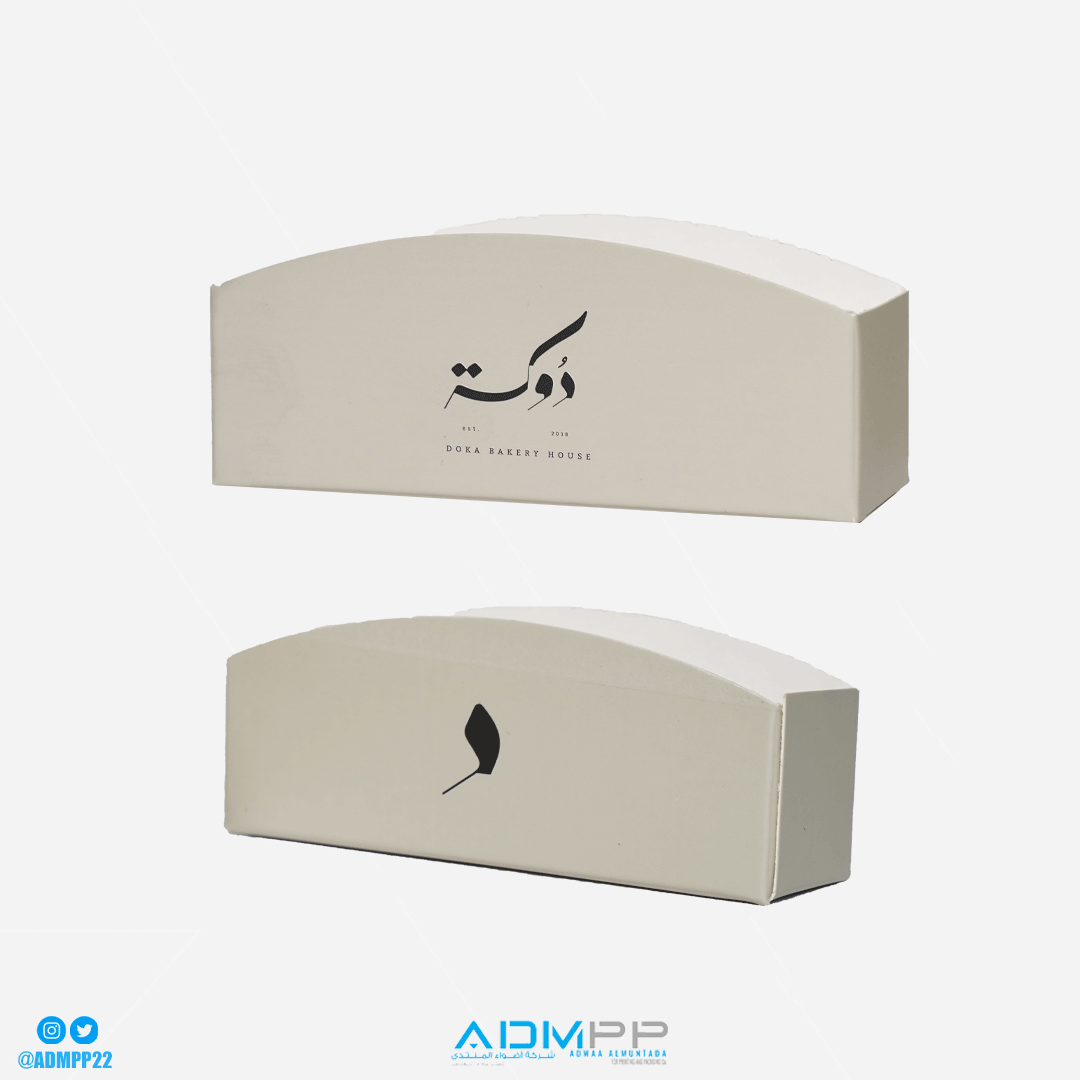 دُوكة
est. 2018
DOKA BAKERY HOUSE
د
@ADMPP22
ADMPP
شركة أضواء المنتدى ADWAA ALMUNTADA
FOR PRINTING AND PACKAGING Co.